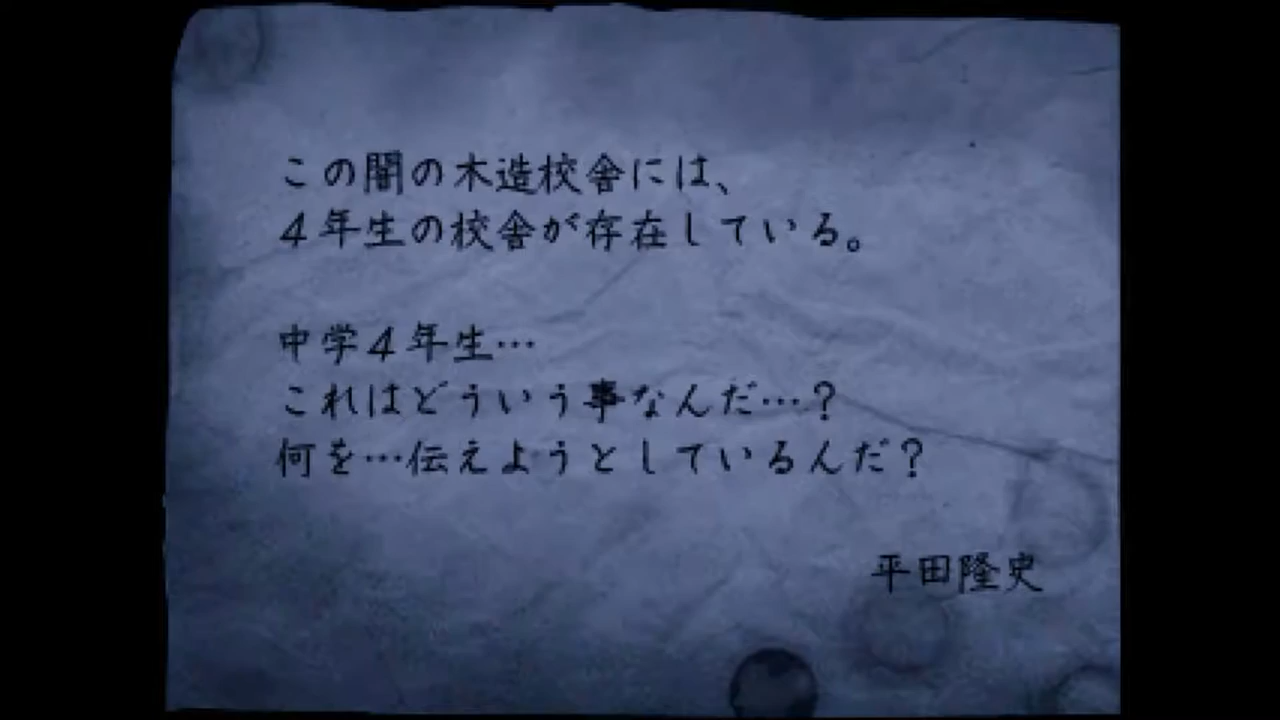 この闇の木造校舎には、
４年生の校舎が存在している。
中学４年生…
これはどういう事なんだ…？
何を…伝えようとしているんだ？
平田隆史